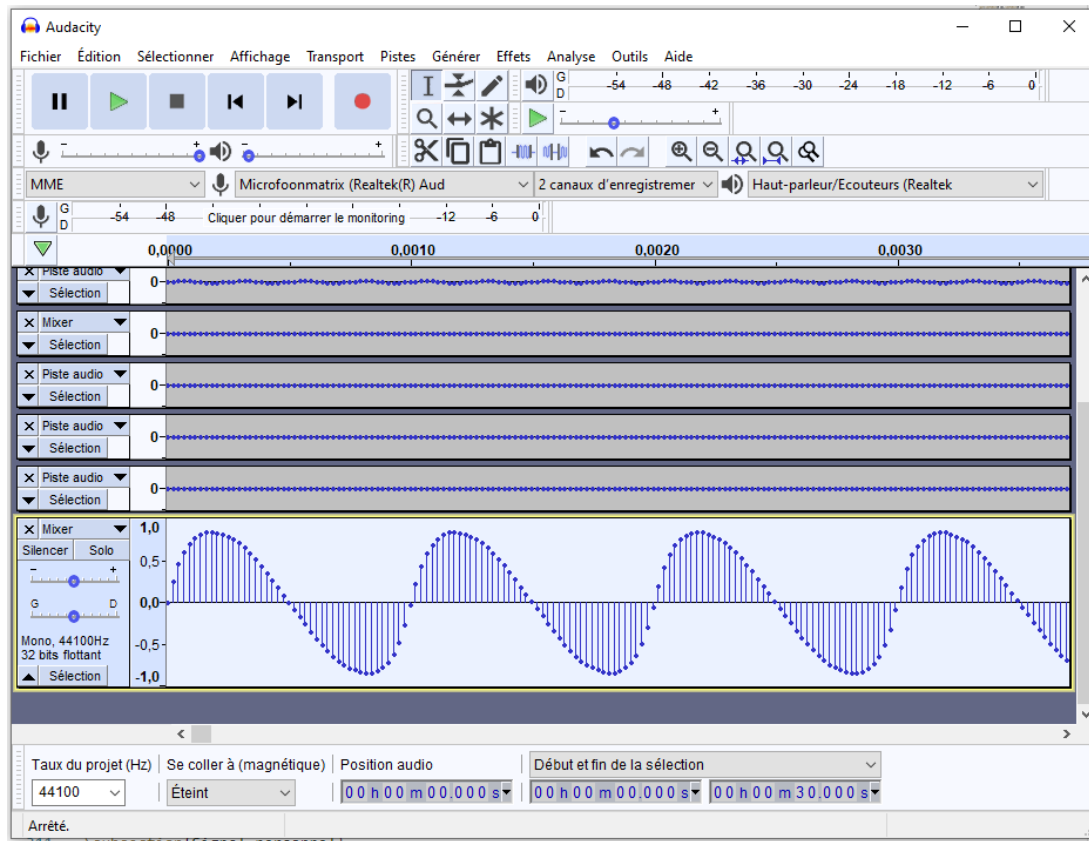 Audacity
Fichier Édition Sélectionner Affichage Transport Pistes Générer Effets Analyse Outils Aide
G
D
-54 -48 -42 -36 -30 -24 -18 -12 -6 0
- +
- + - +
MME Microfoonmatrix (Realtek(R) Aud 2 canaux d'enregistremer Haut-parleur/Ecouteurs (Realtek
G
D
-54 -48 Cliquer pour démarrer le monitoring -12 -6 0
0,0000 0,0010 0,0020 0,0030
Piste audio
Sélection 0
Mixer
Sélection 0
Piste audio
Sélection 0
Piste audio
Sélection 0
Piste audio
Sélection 0
Mixer 1,0
Silencer Solo
- + 0,5
G D 0,0
Mono, 44100Hz
32 bits flottant
-0,5
Sélection -1,0
Taux du projet (Hz) Se coller à (magnétique) Position audio Début et fin de la sélection
44100 Éteint 00 h 00 m 00.000 s 00 h 00 m 00.000 s 00 h 00 m 30.000 s
Arrêté.